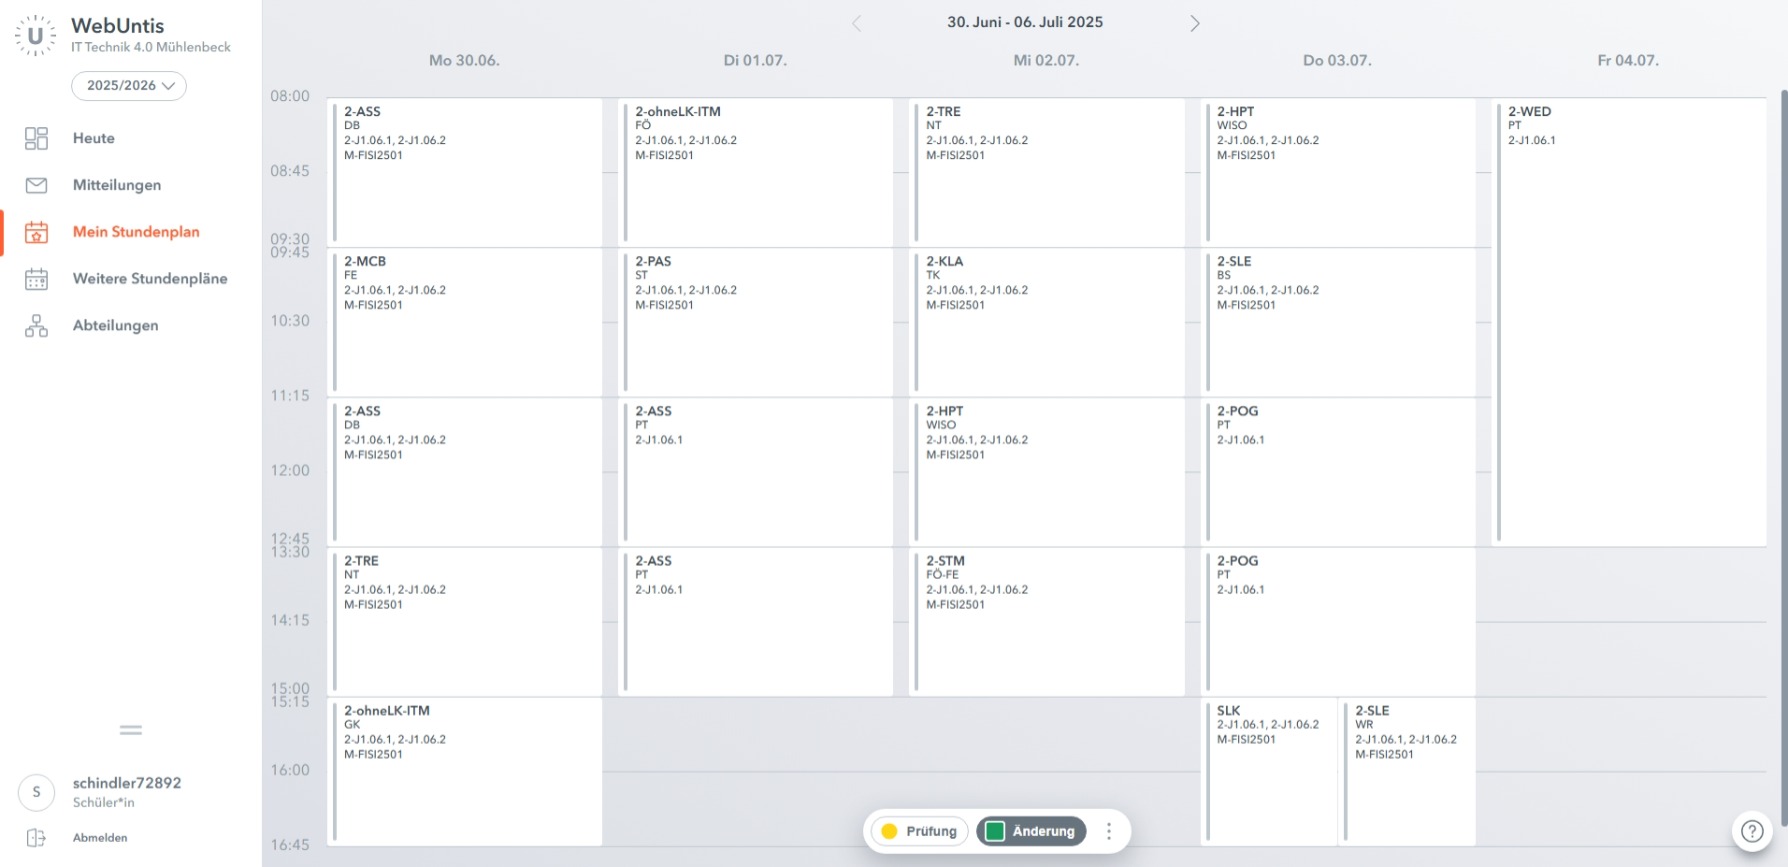 WebUntis
IT Technik 4.0 Mühlenbeck
2025/2026
Heute
Mitteilungen
Mein Stundenplan
Weitere Stundenpläne
Abteilungen
S
schindler72892
Schüler*in
Abmelden
30. Juni - 06. Juli 2025
Mo 30.06.
Di 01.07.
Mi 02.07.
Do 03.07.
Fr 04.07.
08:00
08:45
09:30
09:45
10:30
11:15
12:00
12:45
13:30
14:15
15:00
15:15
16:00
16:45
2-ASS
DB
2-J1.06.1, 2-J1.06.2
M-FISI2501
2-MCB
FE
2-J1.06.1, 2-J1.06.2
M-FISI2501
2-ASS
DB
2-J1.06.1, 2-J1.06.2
M-FISI2501
2-TRE
NT
2-J1.06.1, 2-J1.06.2
M-FISI2501
2-ohneLK-ITM
GK
2-J1.06.1, 2-J1.06.2
M-FISI2501
2-ohneLK-ITM
FÖ
2-J1.06.1, 2-J1.06.2
M-FISI2501
2-PAS
ST
2-J1.06.1, 2-J1.06.2
M-FISI2501
2-ASS
PT
2-J1.06.1
2-ASS
PT
2-J1.06.1
2-TRE
NT
2-J1.06.1, 2-J1.06.2
M-FISI2501
2-KLA
TK
2-J1.06.1, 2-J1.06.2
M-FISI2501
2-HPT
WISO
2-J1.06.1, 2-J1.06.2
M-FISI2501
2-STM
FÖ-FE
2-J1.06.1, 2-J1.06.2
M-FISI2501
2-HPT
WISO
2-J1.06.1, 2-J1.06.2
M-FISI2501
2-SLE
BS
2-J1.06.1, 2-J1.06.2
M-FISI2501
2-POG
PT
2-J1.06.1
2-POG
PT
2-J1.06.1
SLK
2-J1.06.1, 2-J1.06.2
M-FISI2501
2-SLE
WR
2-J1.06.1, 2-J1.06.2
M-FISI2501
2-WED
PT
2-J1.06.1
Prüfung
Änderung
?